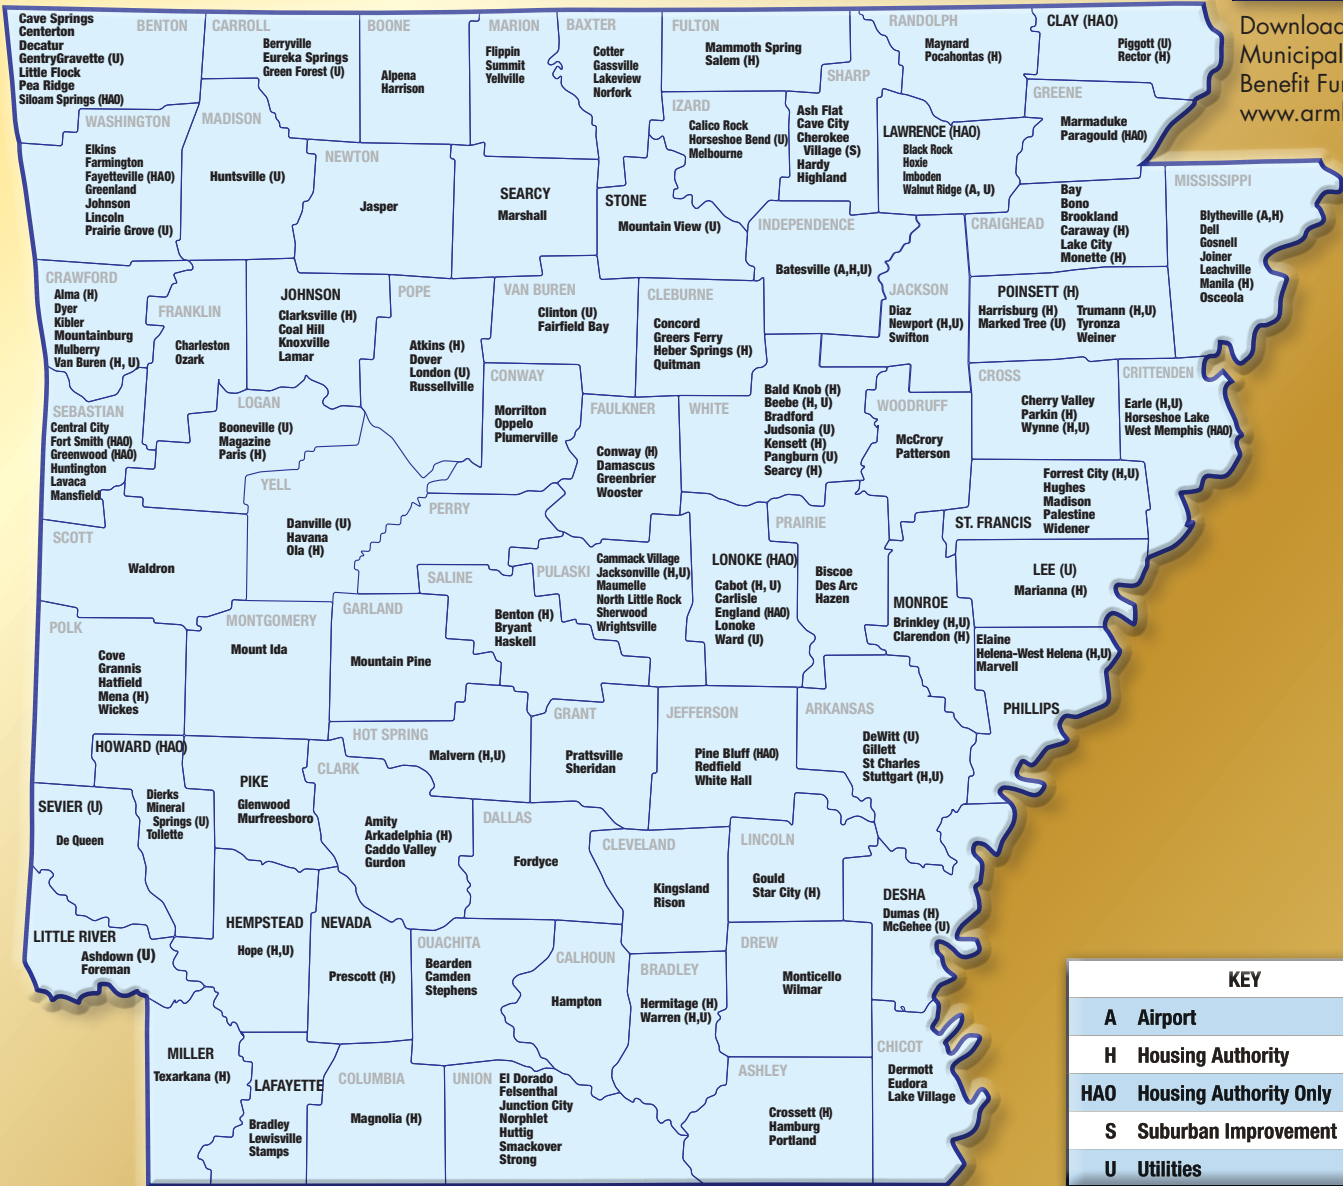 BENTON
Cave Springs
Centerton
Decatur
GentryGravette (U)
Little Flock
Pea Ridge
Siloam Springs (HAO)
CARROLL
Berryville
Eureka Springs
Green Forest (U)
BOONE
Alpena
Harrison
MARION
Flippin
Summit
Yellville
BAXTER
Cotter
Gassville
Lakeview
Norfork
FULTON
Mammoth Spring
Salem (H)
SHARP
Ash Flat
Cave City
Cherokee
Village (S)
Hardy
Highland
RANDOLPH
Maynard
Pocahontas (H)
CLAY (HAO)
Piggott (U)
Rector (H)
Download
Municipal
Benefit Fu
www.arml
GREENE
Marmaduke
Paragould (HAO)
WASHINGTON
Elkins
Farmington
Fayetteville (HAO)
Greenland
Johnson
Lincoln
Prairie Grove (U)
MADISON
Huntsville (U)
NEWTON
Jasper
SEARCY
Marshall
STONE
Mountain View (U)
IZARD
Calico Rock
Horseshoe Bend (U)
Melbourne
LAWRENCE (HAO)
Black Rock
Hoxie
Imboden
Walnut Ridge (A, U)
INDEPENDENCE
Batesville (A,H,U)
CRAIGHEAD
Bay
Bono
Brookland
Caraway (H)
Lake City
Monette (H)
MISSISSIPPI
Blytheville (A,H)
Dell
Gosnell
Joiner
Leachville
Manila (H)
Osceola
CRAWFORD
Alma (H)
Dyer
Kibler
Mountainburg
Mulberry
Van Buren (H, U)
FRANKLIN
Charleston
Ozark
JOHNSON
Clarksville (H)
Coal Hill
Knoxville
Lamar
POPE
Atkins (H)
Dover
London (U)
Russellville
VAN BUREN
Clinton (U)
Fairfield Bay
CLEBURNE
Concord
Greers Ferry
Heber Springs (H)
Quitman
JACKSON
Diaz
Newport (H,U)
Swifton
POINSETT (H)
Harrisburg (H)
Marked Tree (U)
Trumann (H,U)
Tyronza
Weiner
SEBASTIAN
Central City
Fort Smith (HAO)
Greenwood (HAO)
Huntington
Lavaca
Mansfield
LOGAN
Booneville (U)
Magazine
Paris (H)
CONWAY
Morrilton
Oppelo
Plumerville
FAULKNER
Conway (H)
Damascus
Greenbrier
Wooster
WHITE
Bald Knob (H)
Beebe (H, U)
Bradford
Judsonia (U)
Kensett (H)
Pangburn (U)
Searcy (H)
WOODRUFF
McCrory
Patterson
CROSS
Cherry Valley
Parkin (H)
Wynne (H,U)
CRITTENDEN
Earle (H,U)
Horseshoe Lake
West Memphis (HAO)
YELL
Danville (U)
Havana
Ola (H)
PERRY
SCOTT
Waldron
SALINE
Benton (H)
Bryant
Haskell
PULASKI
Cammack Village
Jacksonville (H,U)
Maumelle
North Little Rock
Sherwood
Wrightsville
LONOKE (HAO)
Cabot (H, U)
Carlisle
England (HAO)
Lonoke
Ward (U)
PRAIRIE
Biscoe
Des Arc
Hazen
ST. FRANCIS
Forrest City (H,U)
Hughes
Madison
Palestine
Widener
LEE (U)
Marianna (H)
MONROE
Brinkley (H,U)
Clarendon (H)
Elaine
Helena-West Helena (H,U)
Marvell
PHILLIPS
POLK
Cove
Grannis
Hatfield
Mena (H)
Wickes
MONTGOMERY
Mount Ida
GARLAND
Mountain Pine
HOT SPRING
Malvern (H,U)
GRANT
Prattsville
Sheridan
JEFFERSON
Pine Bluff (HAO)
Redfield
White Hall
ARKANSAS
DeWitt (U)
Gillett
St Charles
Stuttgart (H,U)
HOWARD (HAO)
Dierks
Mineral
Springs (U)
Tollette
PIKE
Glenwood
Murfreesboro
CLARK
Amity
Arkadelphia (H)
Caddo Valley
Gurdon
SEVIER (U)
De Queen
DALLAS
Fordyce
CLEVELAND
Kingsland
Rison
LINCOLN
Gould
Star City (H)
DESHA
Dumas (H)
McGehee (U)
LITTLE RIVER
Ashdown (U)
Foreman
HEMPSTEAD
Hope (H,U)
NEVADA
Prescott (H)
OUACHITA
Bearden
Camden
Stephens
CALHOUN
Hampton
BRADLEY
Hermitage (H)
Warren (H,U)
DREW
Monticello
Wilmar
MILLER
Texarkana (H)
LAFAYETTE
Bradley
Lewisville
Stamps
COLUMBIA
Magnolia (H)
UNION
El Dorado
Felsenthal
Junction City
Norphlet
Huttig
Smackover
Strong
ASHLEY
Crossett (H)
Hamburg
Portland
CHICOT
Dermott
Eudora
Lake Village
KEY
A Airport
H Housing Authority
HAO Housing Authority Only
S Suburban Improvement
U Utilities